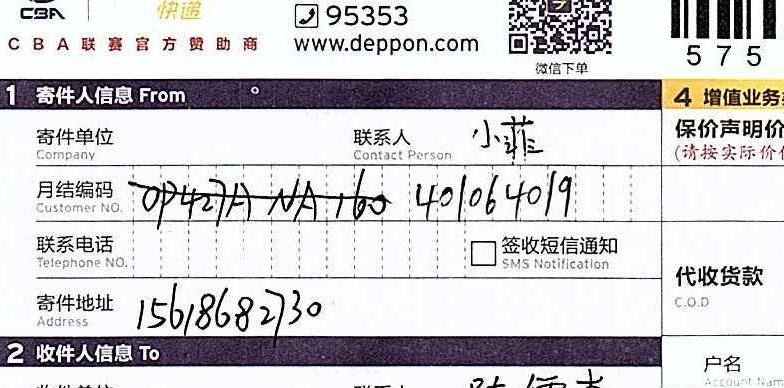 CBA 快递 95353
CBA联赛官方赞助商 www.deppon.com
微信下单 575
1 寄件人信息 From 4 增值业务
寄件单位 联系人 小菲 保价声明价
Company Contact Person (请按实际价
月结编码 401064019
Customer NO.
联系电话 签收短信通知
Telephone NO. SMS Notification
代收货款
C.O.D
寄件地址 15618682730
Address
2 收件人信息 To
户名
Account Nam